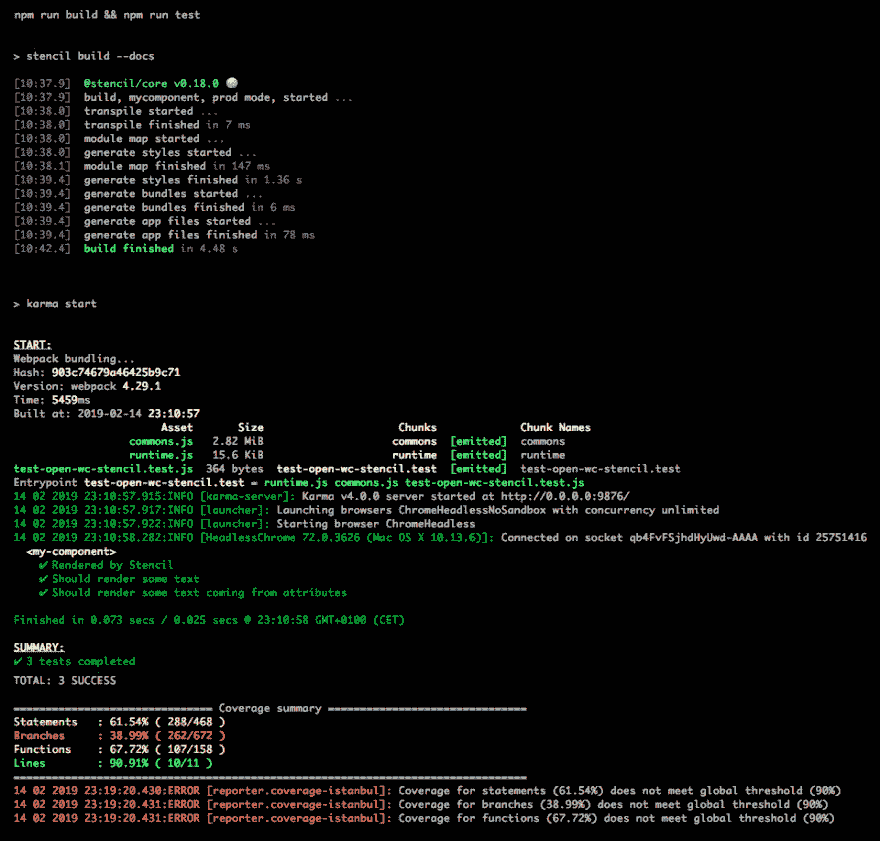 npm run build && npm run test
> stencil build --docs
[10:37.9] @stencil/core v0.18.0
[10:37.9] build, mycomponent, prod mode, started ...
[10:38.0] transpile started ...
[10:38.0] transpile finished in 7 ms
[10:38.0] module map started ...
[10:38.0] generate styles started ...
[10:38.1] module map finished in 147 ms
[10:39.4] generate styles finished in 1.36 s
[10:39.4] generate bundles started ...
[10:39.4] generate bundles finished in 6 ms
[10:39.4] generate app files started ...
[10:39.4] generate app files finished in 78 ms
[10:42.4] build finished in 4.48 s
> karma start
START:
Webpack bundling...
Hash: 903c74679a46425b9c71
Version: webpack 4.29.1
Time: 5459ms
Built at: 2019-02-14 23:10:57
Asset Size Chunks Chunk Names
commons.js 2.82 MiB commons [emitted] commons
runtime.js 15.6 KiB runtime [emitted] runtime
test-open-wc-stencil.test.js 364 bytes test-open-wc-stencil.test [emitted] test-open-wc-stencil.test
Entrypoint test-open-wc-stencil.test = runtime.js commons.js test-open-wc-stencil.test.js
14 02 2019 23:10:57.915:INFO [karma-server]: Karma v4.0.0 server started at http://0.0.0.0:9876/
14 02 2019 23:10:57.917:INFO [launcher]: Launching browsers ChromeHeadlessNoSandbox with concurrency unlimited
14 02 2019 23:10:57.922:INFO [launcher]: Starting browser ChromeHeadless
14 02 2019 23:10:58.282:INFO [HeadlessChrome 72.0.3626 (Mac OS X 10.13.6)]: Connected on socket qb4FvFSjhdHyUwd-AAAA with id 25751416
<my-component>
✔ Rendered by Stencil
✔ Should render some text
✔ Should render some text coming from attributes
Finished in 0.073 secs / 0.025 secs @ 23:10:58 GMT+0100 (CET)
SUMMARY:
✔ 3 tests completed
TOTAL: 3 SUCCESS
=============================== Coverage summary ===============================
Statements : 61.54% ( 288/468 )
Branches : 38.99% ( 262/672 )
Functions : 67.72% ( 107/158 )
Lines : 90.91% ( 10/11 )
================================================================================
14 02 2019 23:19:20.430:ERROR [reporter.coverage-istanbul]: Coverage for statements (61.54%) does not meet global threshold (90%)
14 02 2019 23:19:20.431:ERROR [reporter.coverage-istanbul]: Coverage for branches (38.99%) does not meet global threshold (90%)
14 02 2019 23:19:20.431:ERROR [reporter.coverage-istanbul]: Coverage for functions (67.72%) does not meet global threshold (90%)